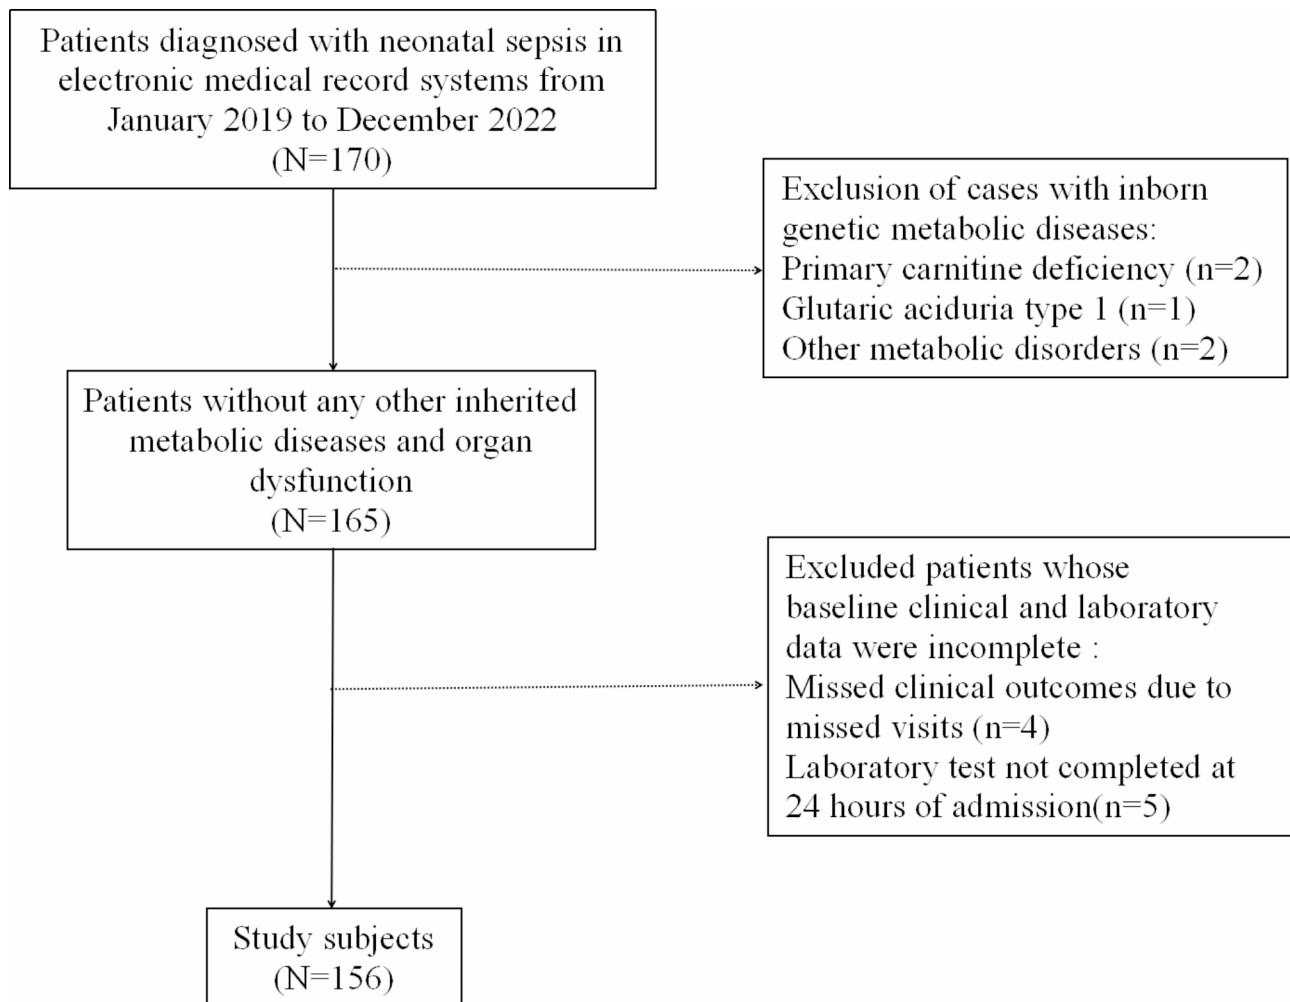 Patients diagnosed with neonatal sepsis in
electronic medical record systems from
January 2019 to December 2022
(N=170)
Exclusion of cases with inborn
genetic metabolic diseases:
Primary carnitine deficiency (n=2)
Glutaric aciduria type 1 (n=1)
Other metabolic disorders (n=2)
Patients without any other inherited
metabolic diseases and organ
dysfunction
(N=165)
Excluded patients whose
baseline clinical and laboratory
data were incomplete :
Missed clinical outcomes due to
missed visits (n=4)
Laboratory test not completed at
24 hours of admission(n=5)
Study subjects
(N=156)